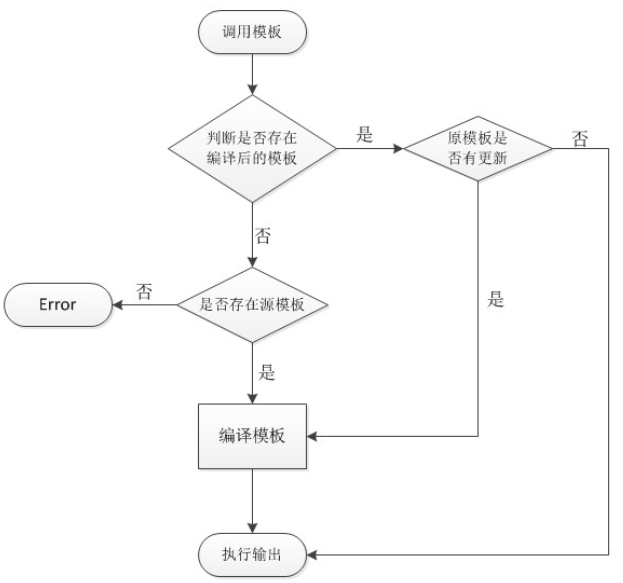 调用模板
判断是否存在
编译后的模板
是
原模板是
否有更新
否
否
是
Error
否
是否存在源模板
是
编译模板
执行输出